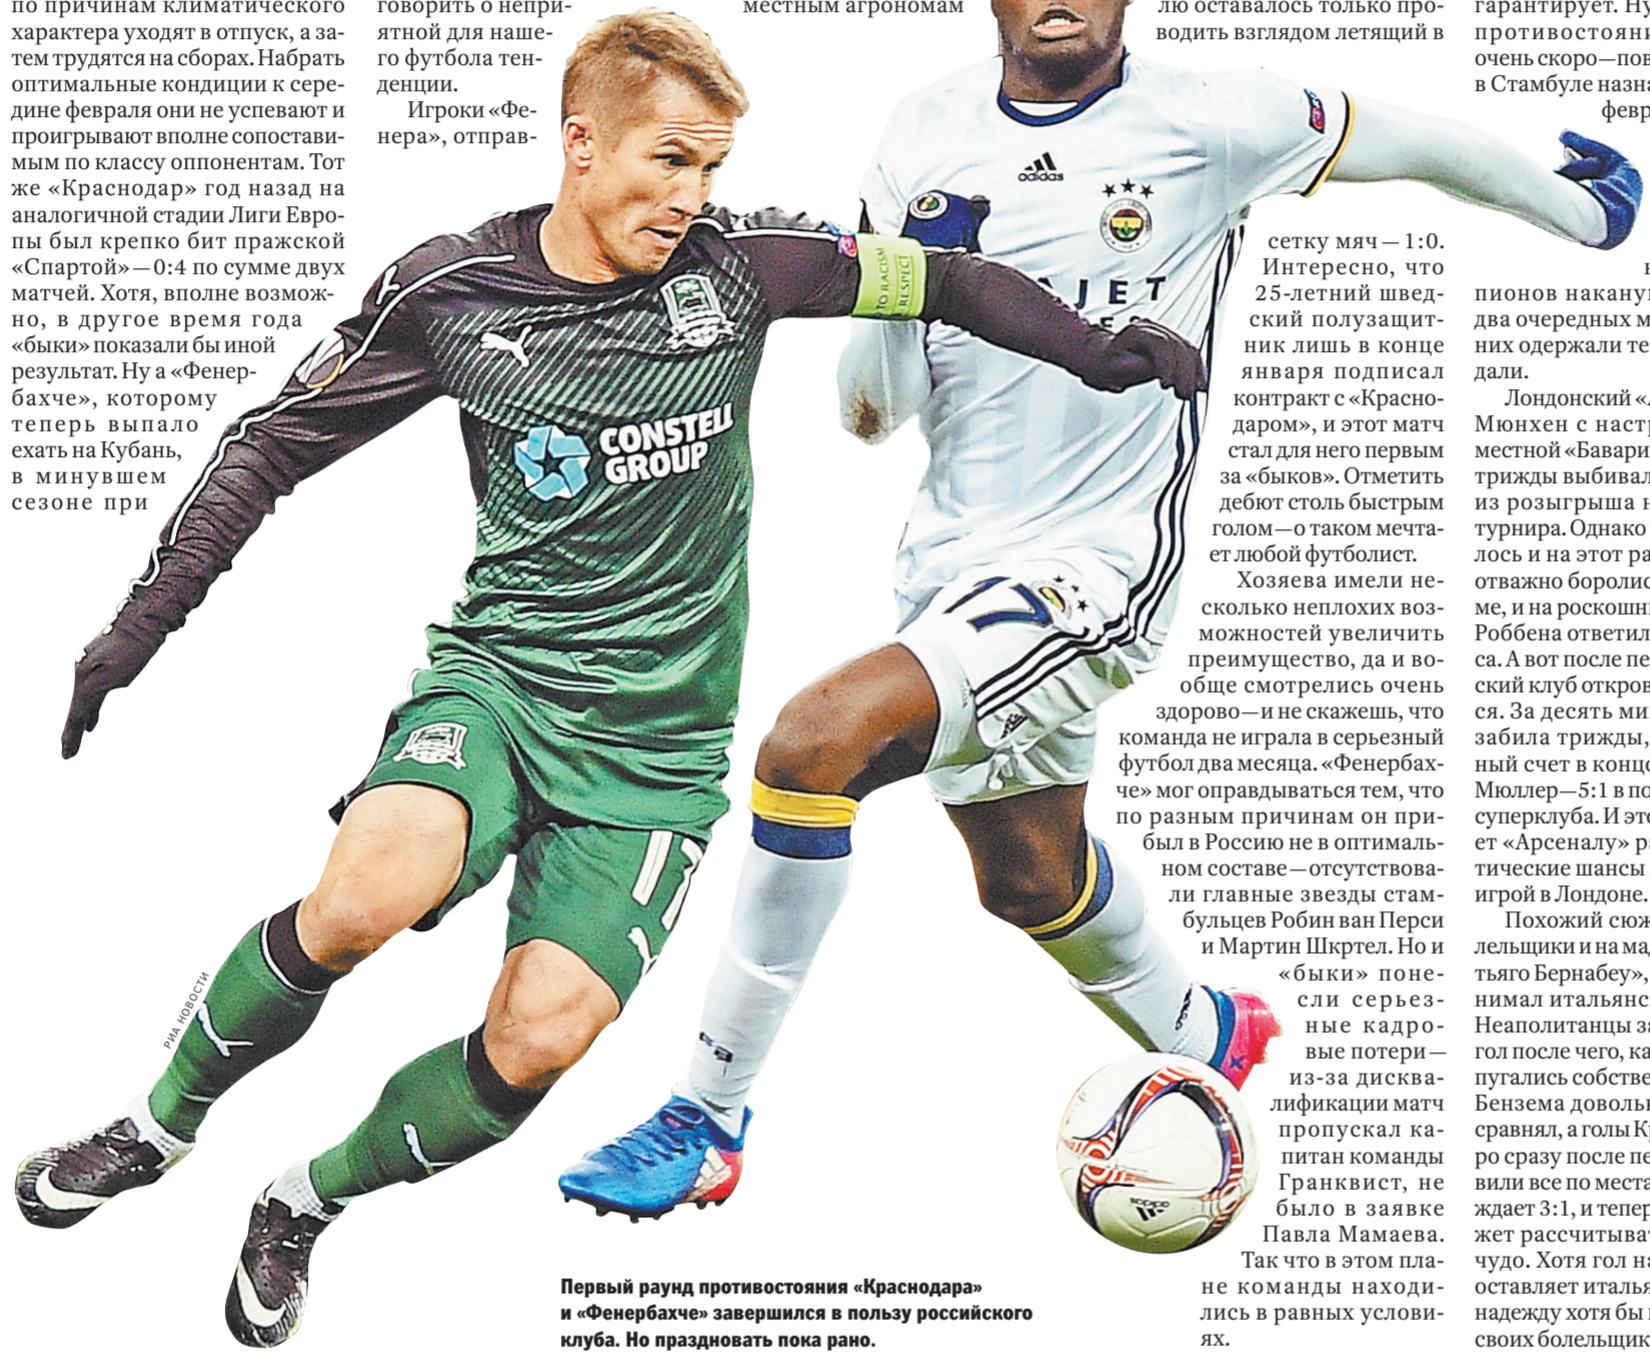 по причинам климатического
характера уходят в отпуск, а за-
тем трудятся на сборах. Набрать
оптимальные кондиции к сере-
дине февраля они не успевают и
проигрывают вполне сопостави-
мым по классу оппонентам. Тот
же «Краснодар» год назад на
аналогичной стадии Лиги Евро-
пы был крепко бит пражской
«Спартой»—0:4 по сумме двух
матчей. Хотя, вполне возмож-
но, в другое время года
«быки» показали бы иной
результат. Ну а «Фенер-
бахче», которому
теперь выпало
ехать на Кубань,
в минувшем
сезоне при
говорить о непри-
ятной для наше-
го футбола тен-
денции.
Игроки «Фе-
нера», отправ-
местным агрономам
лю оставалось только про-
водить взглядом летящий в
сетку мяч — 1:0.
Интересно, что
25-летний швед-
ский полузащит-
ник лишь в конце
января подписал
контракт с «Красно-
даром», и этот матч
стал для него первым
за «быков». Отметить
дебют столь быстрым
голом—о таком мечта-
ет любой футболист.
Хозяева имели не-
сколько неплохих воз-
можностей увеличить
преимущество, да и во-
обще смотрелись очень
здорово—и не скажешь, что
команда не играла в серьезный
футбол два месяца. «Фенербах-
че» мог оправдываться тем, что
по разным причинам он при-
был в Россию не в оптималь-
ном составе—отсутствова-
ли главные звезды стам-
бульцев Робин ван Перси
и Мартин Шкртел. Но и
«быки» поне-
сли серьез-
ные кадро-
вые потери—
из-за дисква-
лификации матч
пропускал ка-
питан команды
Гранквист, не
было в заявке
Павла Мамаева.
Так что в этом пла-
не команды находи-
лись в равных услови-
ях.
гарантирует. Ну
противостояни
очень скоро—пов
в Стамбуле назна
февр
пионов накану
два очередных м
них одержали те
дали.
Лондонский «А
Мюнхен с настр
местной «Бавари
трижды выбивал
из розыгрыша н
турнира. Однако
лось и на этот ра
отважно боролис
ме, и на роскошн
Роббена ответил
са. А вот после пе
ский клуб откров
ся. За десять ми
забила трижды,
ный счет в конц
Мюллер—5:1 в по
суперклуба. И это
ет «Арсеналу» р
тические шансы
игрой в Лондоне.
Похожий сюж
лельщики и на ма
тьяго Бернабеу»,
нимал итальянс
Неаполитанцы за
гол после чего, ка
пугались собстве
Бензема доволь
сравнял, а голы К
ро сразу после пе
вили все по места
ждает 3:1, и тепер
жет рассчитыва
чудо. Хотя гол на
оставляет италья
надежду хотя бы
своих болельщик
adidas
NO RACISM
RESPECT
JET
CONSTELL
GROUP
17
17
adidas
РИА НОВОСТИ
Первый раунд противостояния «Краснодара»
и «Фенербахче» завершился в пользу российского
клуба. Но праздновать пока рано.